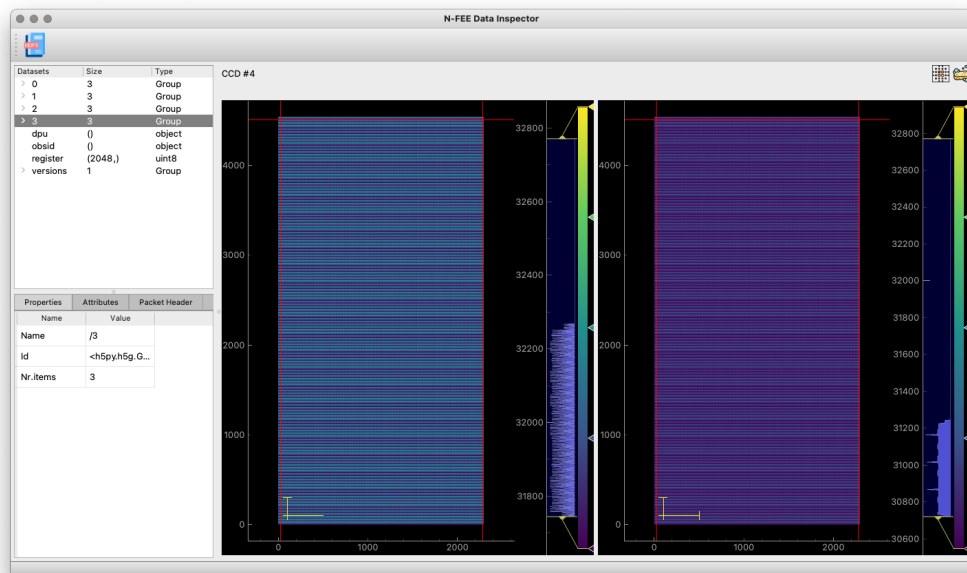 N-FEE Data Inspector
HDF5
Datasets Size Type
0 3 Group
1 3 Group
2 3 Group
3 3 Group
dpu () object
obsid () object
register (2048,) uint8
versions 1 Group
Properties Attributes Packet Header
Name Value
Name /3
Id <h5py.h5g.G...
Nr.items 3
CCD #4
4000
3000
2000
1000
0
0 1000 2000
32800
32600
32400
32200
32000
31800
4000
3000
2000
1000
0
0 1000 2000
32800
32600
32400
32200
32000
31800
31600
31400
31200
31000
30800
30600